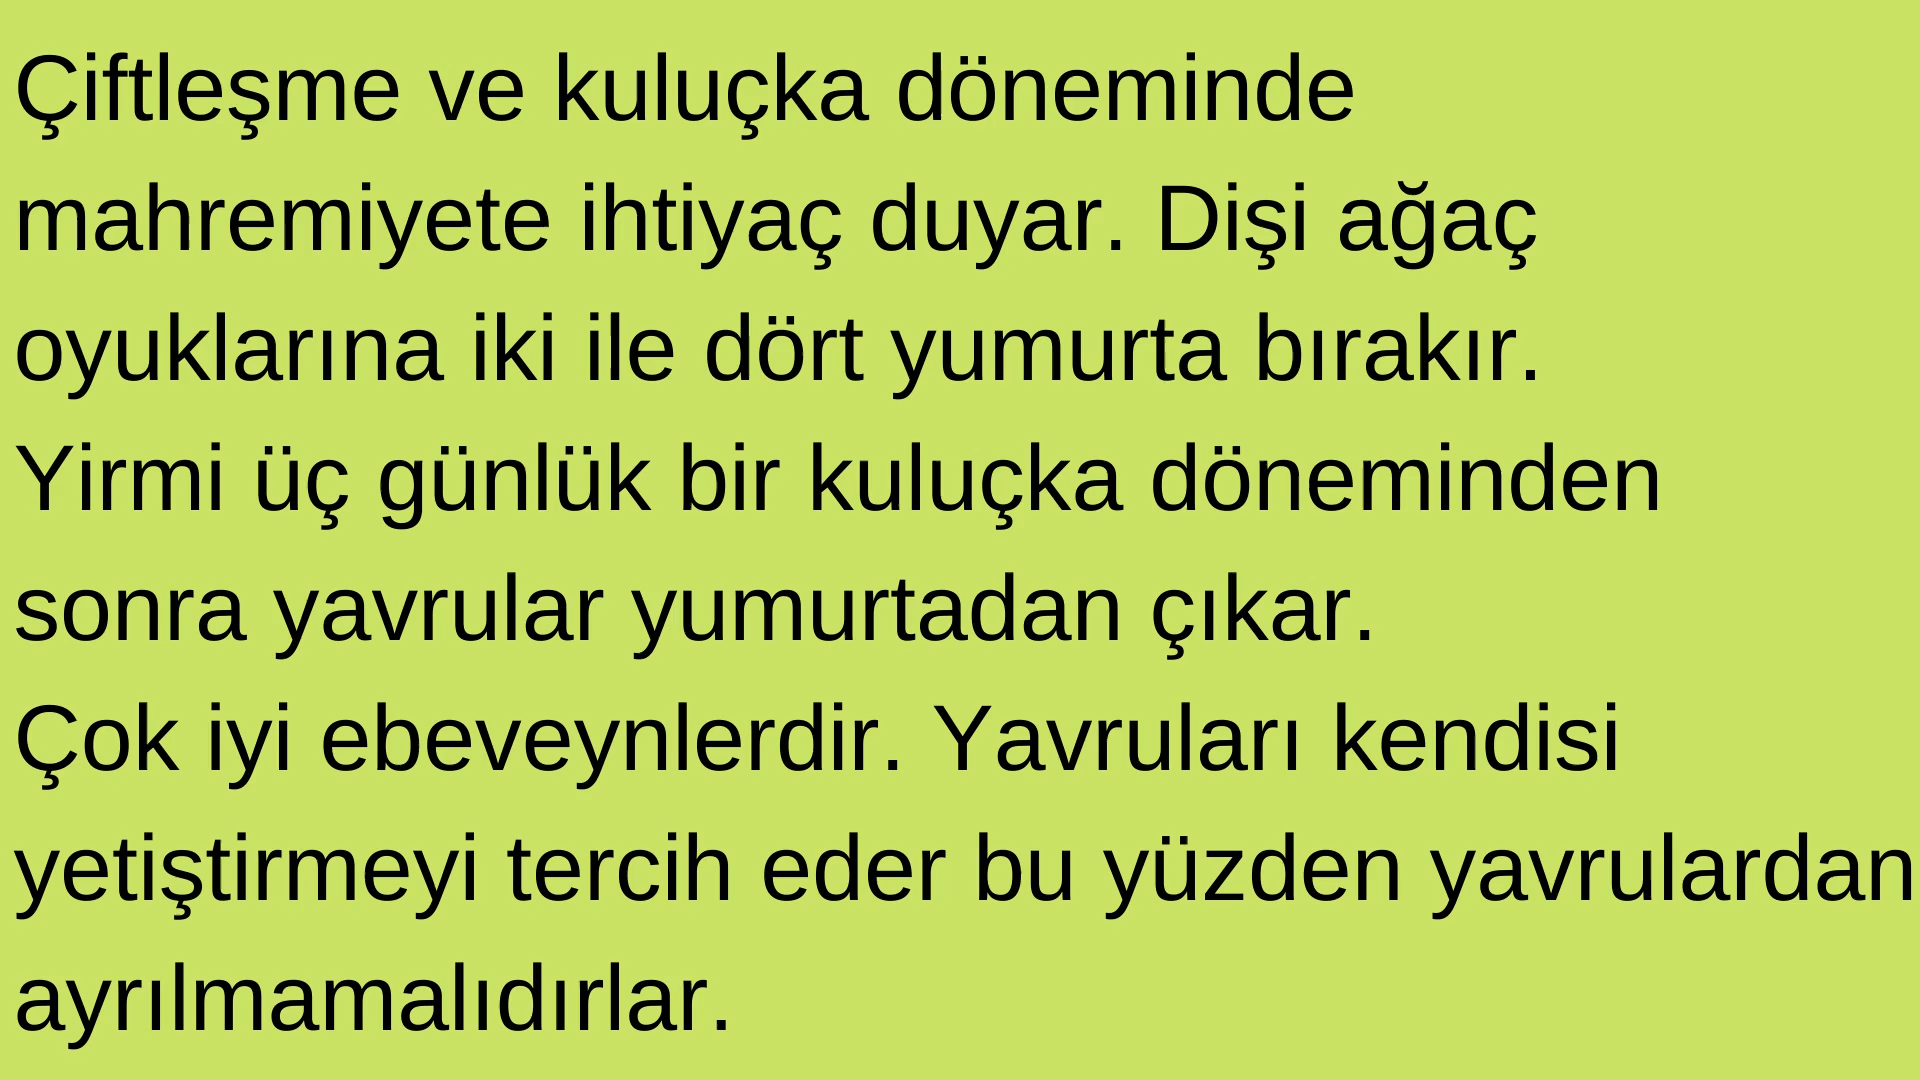 Çiftleşme ve kuluçka döneminde
mahremiyete ihtiyaç duyar. Dişi ağaç
oyuklarına iki ile dört yumurta bırakır.
Yirmi üç günlük bir kuluçka döneminden
sonra yavrular yumurtadan çıkar.
Çok iyi ebeveynlerdir. Yavruları kendisi
yetiştirmeyi tercih eder bu yüzden yavrulardan
ayrılmamalıdırlar.